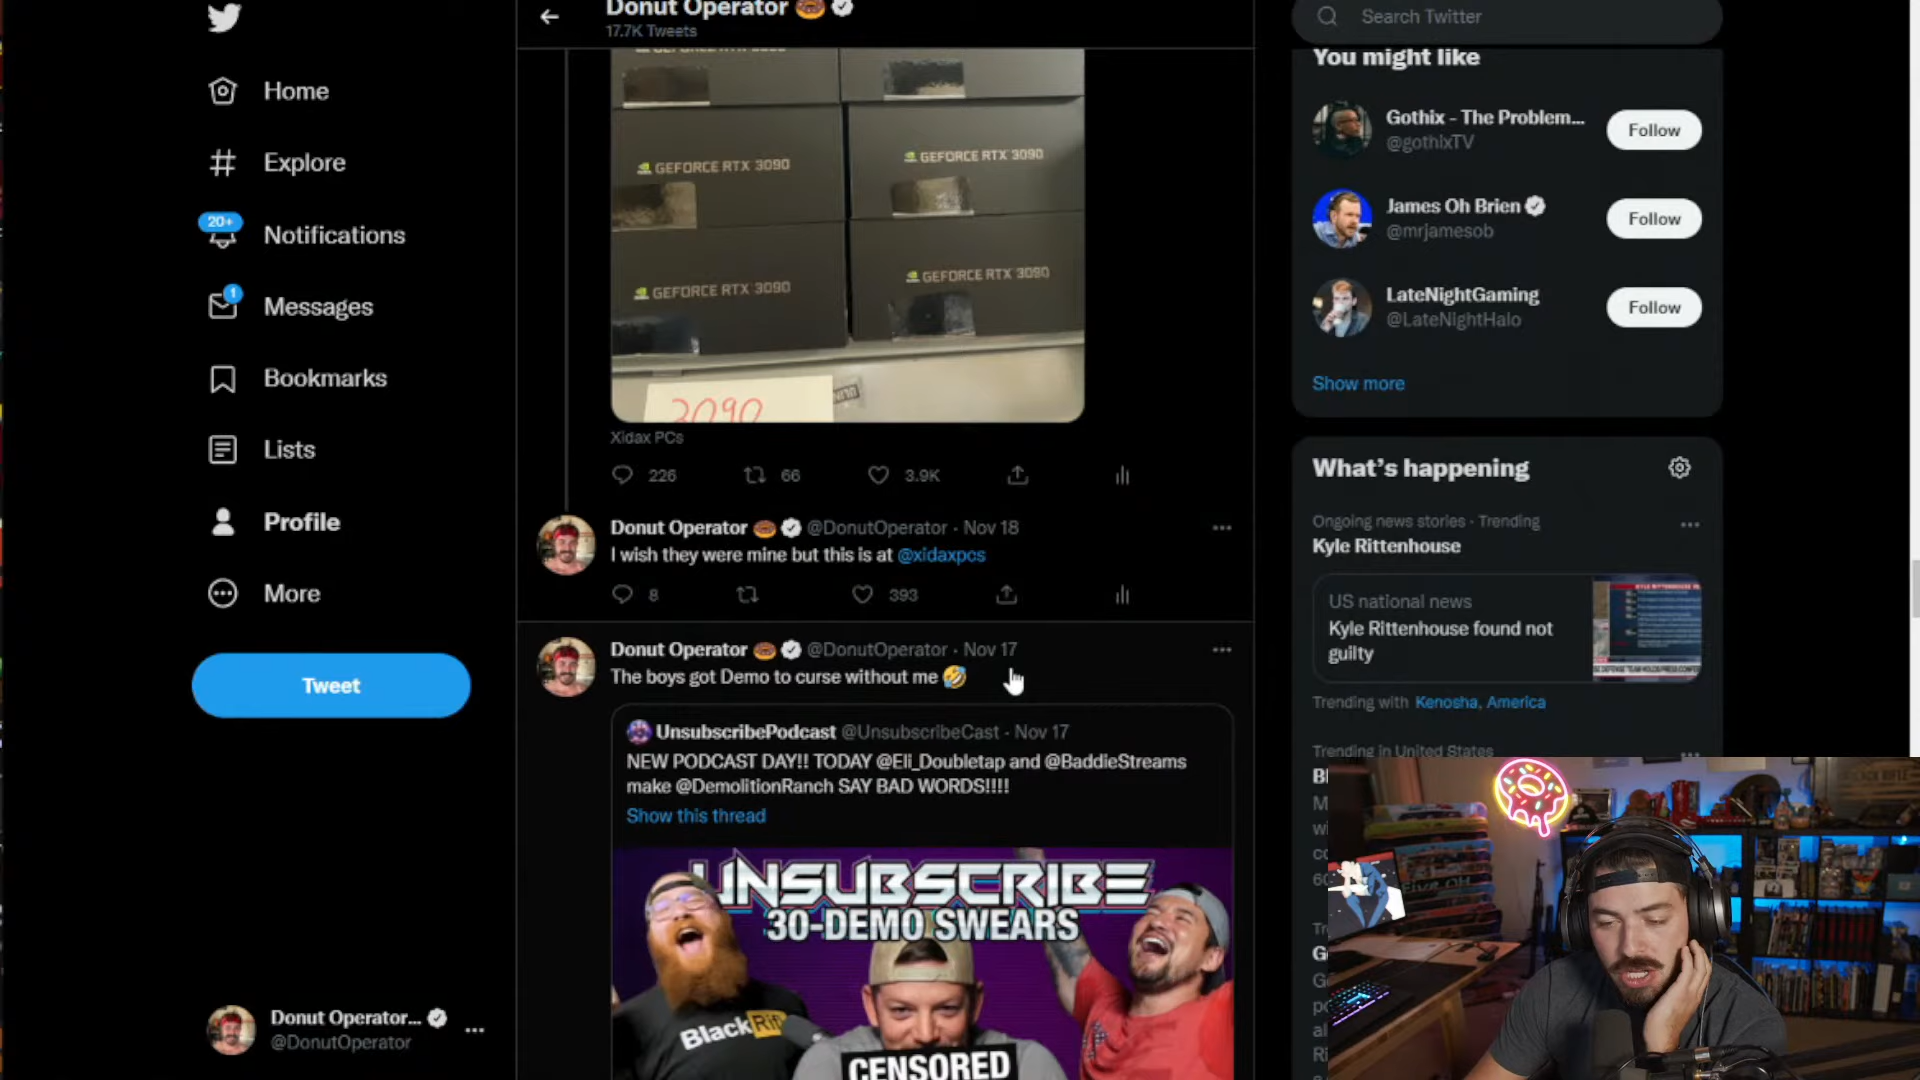 Home
Explore
20+
Notifications
1
Messages
Bookmarks
Lists
Profile
More
Tweet
Donut Operator...
@DonutOperator
Donut Operator
17.7K Tweets
GEFORCE RTX 3090
GEFORCE RTX 3090
GEFORCE RTX 3090
GEFORCE RTX 3090
3090
Xidax PCs
226 66 3.9K
Donut Operator @DonutOperator · Nov 18
I wish they were mine but this is at @xidaxpcs
8 393
Donut Operator @DonutOperator · Nov 17
The boys got Demo to curse without me 🤣
UnsubscribePodcast @UnsubscribeCast · Nov 17
NEW PODCAST DAY!! TODAY @Eli_Doubletap and @BaddieStreams
make @DemolitionRanch SAY BAD WORDS!!!!
Show this thread
UNSUBSCRIBE
30-DEMO SWEARS
Black Rif
CENSORED
Search Twitter
You might like
Gothix - The Problem...
@gothixTV
Follow
James Oh Brien
@mrjamesob
Follow
LateNightGaming
@LateNightHalo
Follow
Show more
What's happening
Ongoing news stories · Trending
Kyle Rittenhouse
US national news
Kyle Rittenhouse found not
guilty
Trending with Kenosha, America
Trending in United States